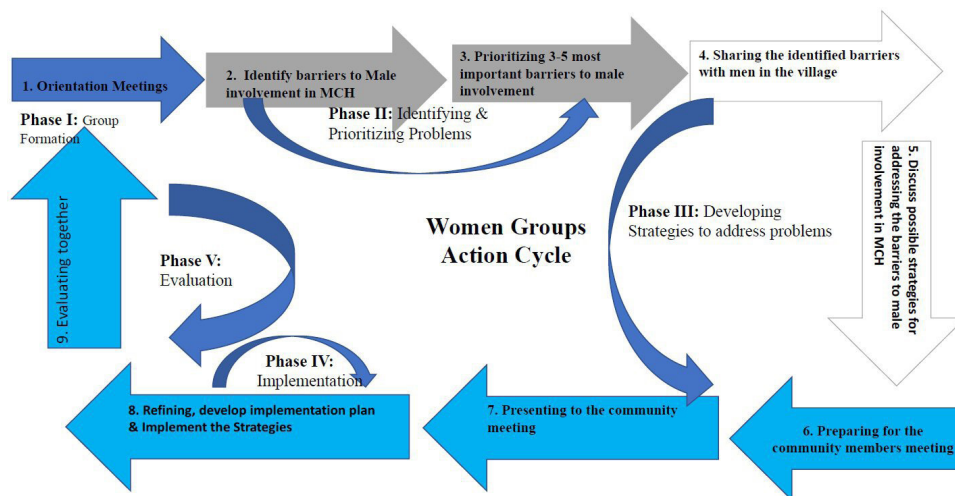 1. Orientation Meetings
Phase I: Group
Formation
2. Identify barriers to Male
involvement in MCH
3. Prioritizing 3-5 most
important barriers to male
involvement
Phase II: Identifying &
Prioritizing Problems
4. Sharing the identified barriers
with men in the village
5. Discuss possible strategies for
addressing the barriers to male
involvement in MCH
Women Groups
Action Cycle
Phase III: Developing
Strategies to address problems
6. Preparing for the
community members meeting
7. Presenting to the community
meeting
Phase IV:
Implementation
8. Refining, develop implementation plan
& Implement the Strategies
Phase V:
Evaluation
9. Evaluating together